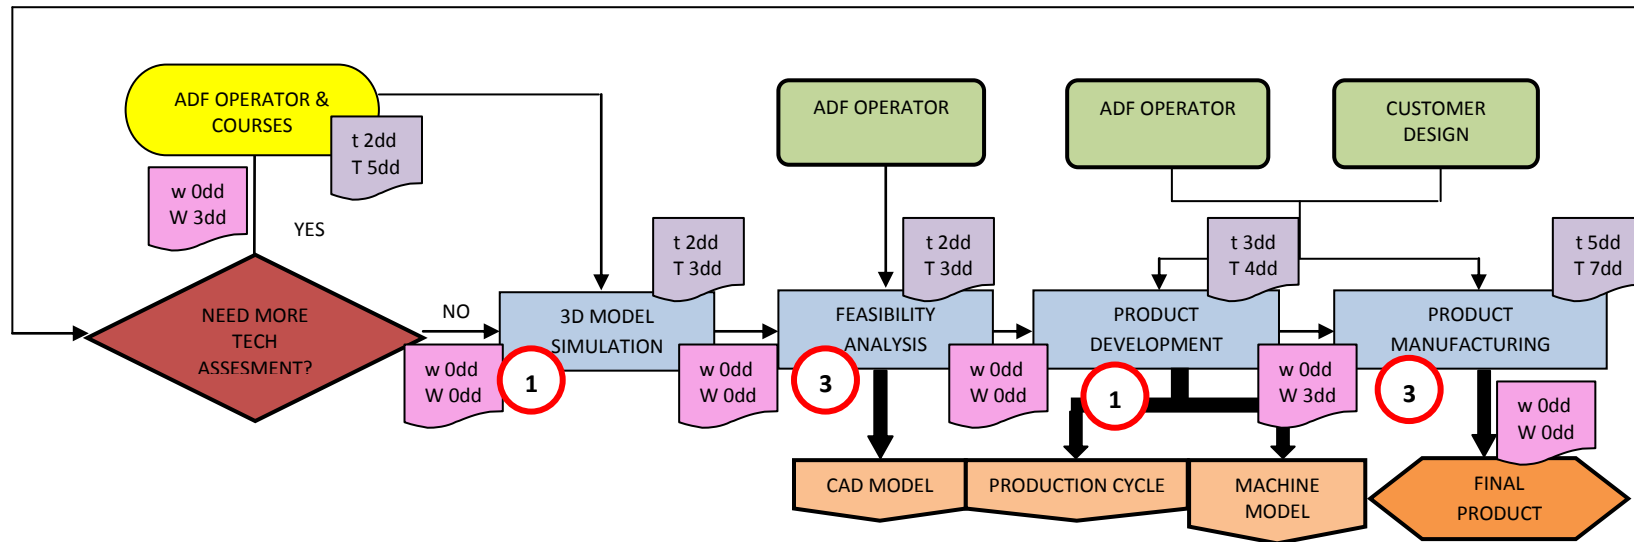 ADF OPERATOR &
COURSES
t 2dd
T 5dd
w 0dd
W 3dd
YES
NEED MORE
TECH
ASSESMENT?
NO
w 0dd
W 0dd
3D MODEL
SIMULATION
t 2dd
T 3dd
1
w 0dd
W 0dd
ADF OPERATOR
t 2dd
T 3dd
FEASIBILITY
ANALYSIS
3
w 0dd
W 0dd
CAD MODEL
ADF OPERATOR
CUSTOMER
DESIGN
t 3dd
T 4dd
PRODUCT
DEVELOPMENT
1
w 0dd
W 3dd
PRODUCTION CYCLE
MACHINE
MODEL
t 5dd
T 7dd
PRODUCT
MANUFACTURING
3
w 0dd
W 0dd
FINAL
PRODUCT